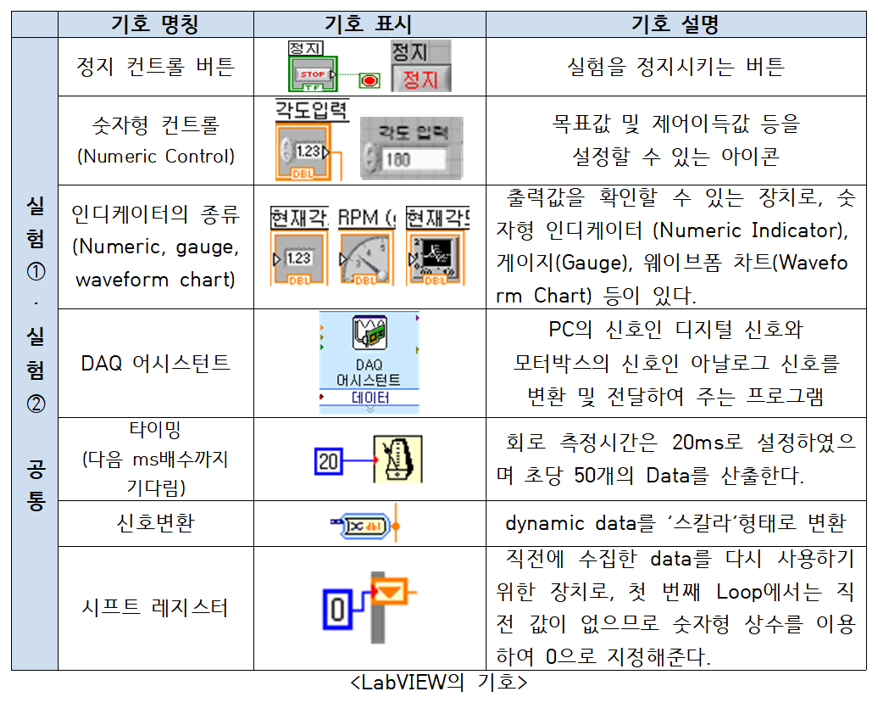 기호 명칭
기호 표시
기호 설명
실험①·실험② 공통
정지 컨트롤 버튼
정지
STOP
TF
정지
정지
실험을 정지시키는 버튼
숫자형 컨트롤
(Numeric Control)
각도입력
1.23
DBL
각도 입력
180
목표값 및 제어이득값 등을
설정할 수 있는 아이콘
인디케이터의 종류
(Numeric, gauge,
waveform chart)
현재각
1.23
DBL
RPM (
DBL
현재각도
DBL
출력값을 확인할 수 있는 장치로, 숫
자형 인디케이터 (Numeric Indicator),
게이지(Gauge), 웨이브폼 차트(Wavefo
rm Chart) 등이 있다.
DAQ 어시스턴트
DAQ
어시스턴트
데이터
PC의 신호인 디지털 신호와
모터박스의 신호인 아날로그 신호를
변환 및 전달하여 주는 프로그램
타이밍
(다음 ms배수까지
기다림)
20
회로 측정시간은 20ms로 설정하였으
며 초당 50개의 Data를 산출한다.
신호변환
dbl
dynamic data를 ‘스칼라’형태로 변환
시프트 레지스터
0
직전에 수집한 data를 다시 사용하기
위한 장치로, 첫 번째 Loop에서는 직
전 값이 없으므로 숫자형 상수를 이용
하여 0으로 지정해준다.
<LabVIEW의 기호>